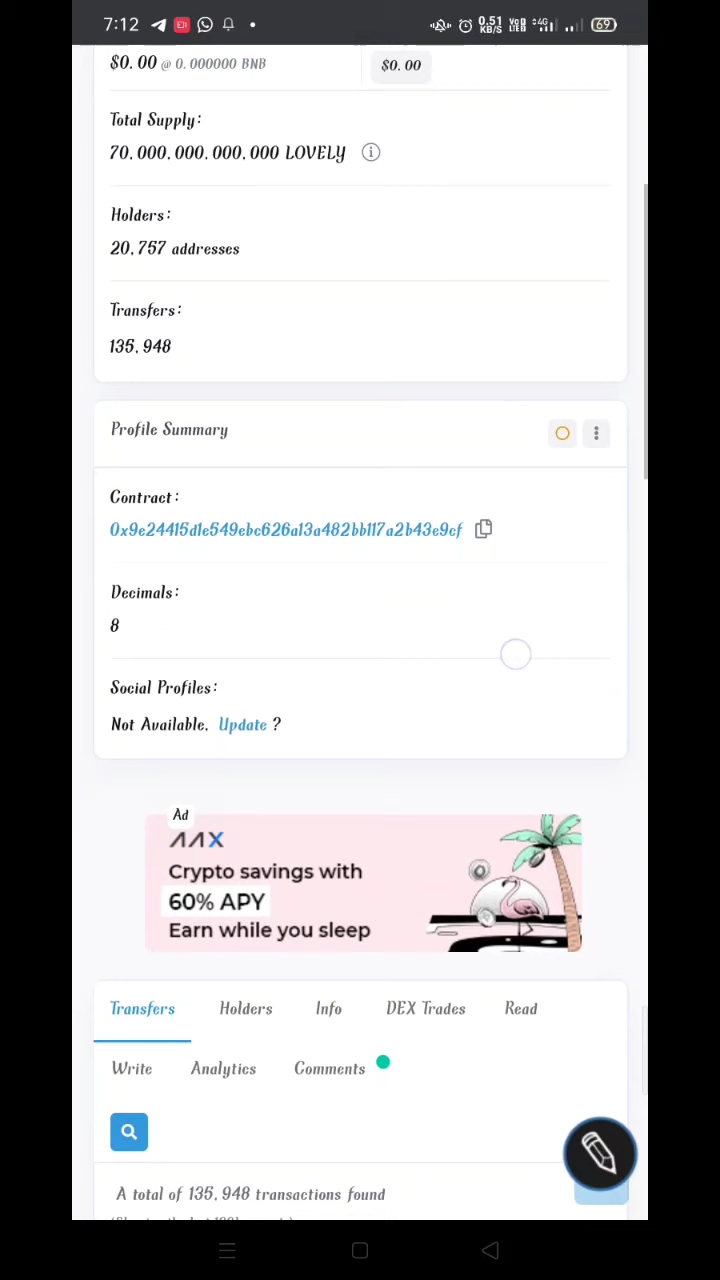 7:12
0.51 KB/S
VoB LTE
4G
69
$0.00 @ 0.000000 BNB
$0.00
Total Supply:
70,000,000,000,000 LOVELY
Holders:
20,757 addresses
Transfers:
135,948
Profile Summary
Contract:
0x9e24415d1e549ebc626a13a482bb117a2b43e9cf
Decimals:
8
Social Profiles:
Not Available, Update ?
Ad
AAX
Crypto savings with
60% APY
Earn while you sleep
Transfers Holders Info DEX Trades Read
Write Analytics Comments
A total of 135,948 transactions found